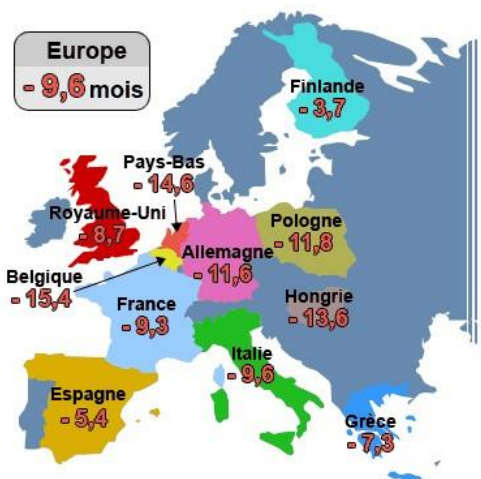 Europe
- 9,6 mois
Finlande
- 3,7
Pays-Bas
- 14,6
Royaume-Uni
- 8,7
Pologne
- 11,8
Allemagne
- 11,6
Belgique
- 15,4
France
- 9,3
Hongrie
- 13,6
Italie
- 9,6
Espagne
- 5,4
Grèce
- 7,3